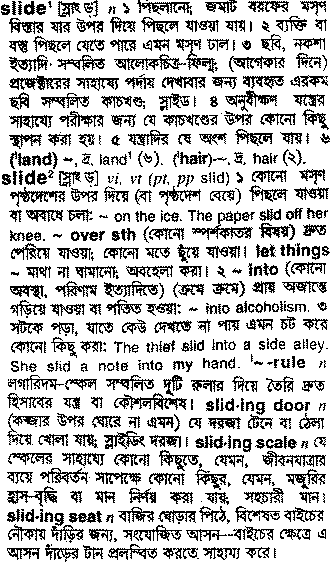 slide¹ [স্লাইড্] n ১ পিছলানো; জমাট বরফের মসৃণ
বিস্তার যার উপর দিয়ে পিছলে যাওয়া যায়। ২ ব্যক্তি বা
বস্তু পিছলে যেতে পারে এমন মসৃণ ঢাল। ৩ ছবি, নকশা
ইত্যাদি সম্বলিত আলোকচিত্র-ফিল্ম; (আগেকার দিনে)
প্রজেক্টরের সাহায্যে পর্দায় দেখাবার জন্য ব্যবহৃত এরকম
ছবি সম্বলিত কাচখণ্ড; স্লাইড। ৪ অনুবীক্ষণ যন্ত্রের
সাহায্যে পরীক্ষার জন্য যে কাচখণ্ডের উপর কোনো কিছু
স্থাপন করা হয়। ৫ যন্ত্রাদির যে অংশ পিছলে যায়। ৬
(ˈland) ~, দ্র. land¹ (৬). (ˈhair)~, দ্র. hair (২).
slide² [স্লাইড্] vi, vt (pt, pp slid) ১ কোনো মসৃণ
পৃষ্ঠদেশের উপর দিয়ে (বা পৃষ্ঠদেশ বেয়ে) পিছলে যাওয়া
বা অবাধে চলা: ~ on the ice. The paper slid off her
knee. ~ over sth (কোনো স্পর্শকাতর বিষয়) দ্রুত
পেরিয়ে যাওয়া; কোনো মতে ছুঁয়ে যাওয়া। let things
~ মাথা না ঘামানো; অবহেলা করা। ২ ~ into (কোনো
অবস্থা, পরিণাম ইত্যাদিতে) (ক্রমে ক্রমে) প্রায় অজান্তে
গড়িয়ে যাওয়া বা পতিত হওয়া: ~ into alcoholism. ৩
সটকে পড়া, যাতে কেউ দেখতে না পায় এমন চট করে
কোনো কিছু করা: The thief slid into a side alley.
She slid a note into my hand. ˈ~-rule n
লগারিদম-স্কেল সম্বলিত দুটি রুলার দিয়ে তৈরি দ্রুত
হিসাবের যন্ত্র বা কৌশলবিশেষ। slid·ing door n
(কব্জার উপর ঘোরে না এমন) যে দরজা টেনে বা ঠেলা
দিয়ে খোলা যায়; স্লাইডিং দরজা। slid·ing scale n যে
স্কেলের সাহায্যে কোনো কিছুতে, যেমন, জীবনযাত্রার
ব্যয়ে পরিবর্তন সাপেক্ষে কোনো কিছুর, যেমন, মজুরির
হ্রাস-বৃদ্ধি বা মান নির্ণয় করা যায়; সহচারী মান।
slid·ing seat n বাজির ঘোড়ার পিঠে, বিশেষত বাইচের
নৌকায় দাঁড়ির জন্য, সংযোজিত আসন—বাইচের ক্ষেত্রে এ
আসন দাঁড়ের টান প্রলম্বিত করতে সাহায্য করে।